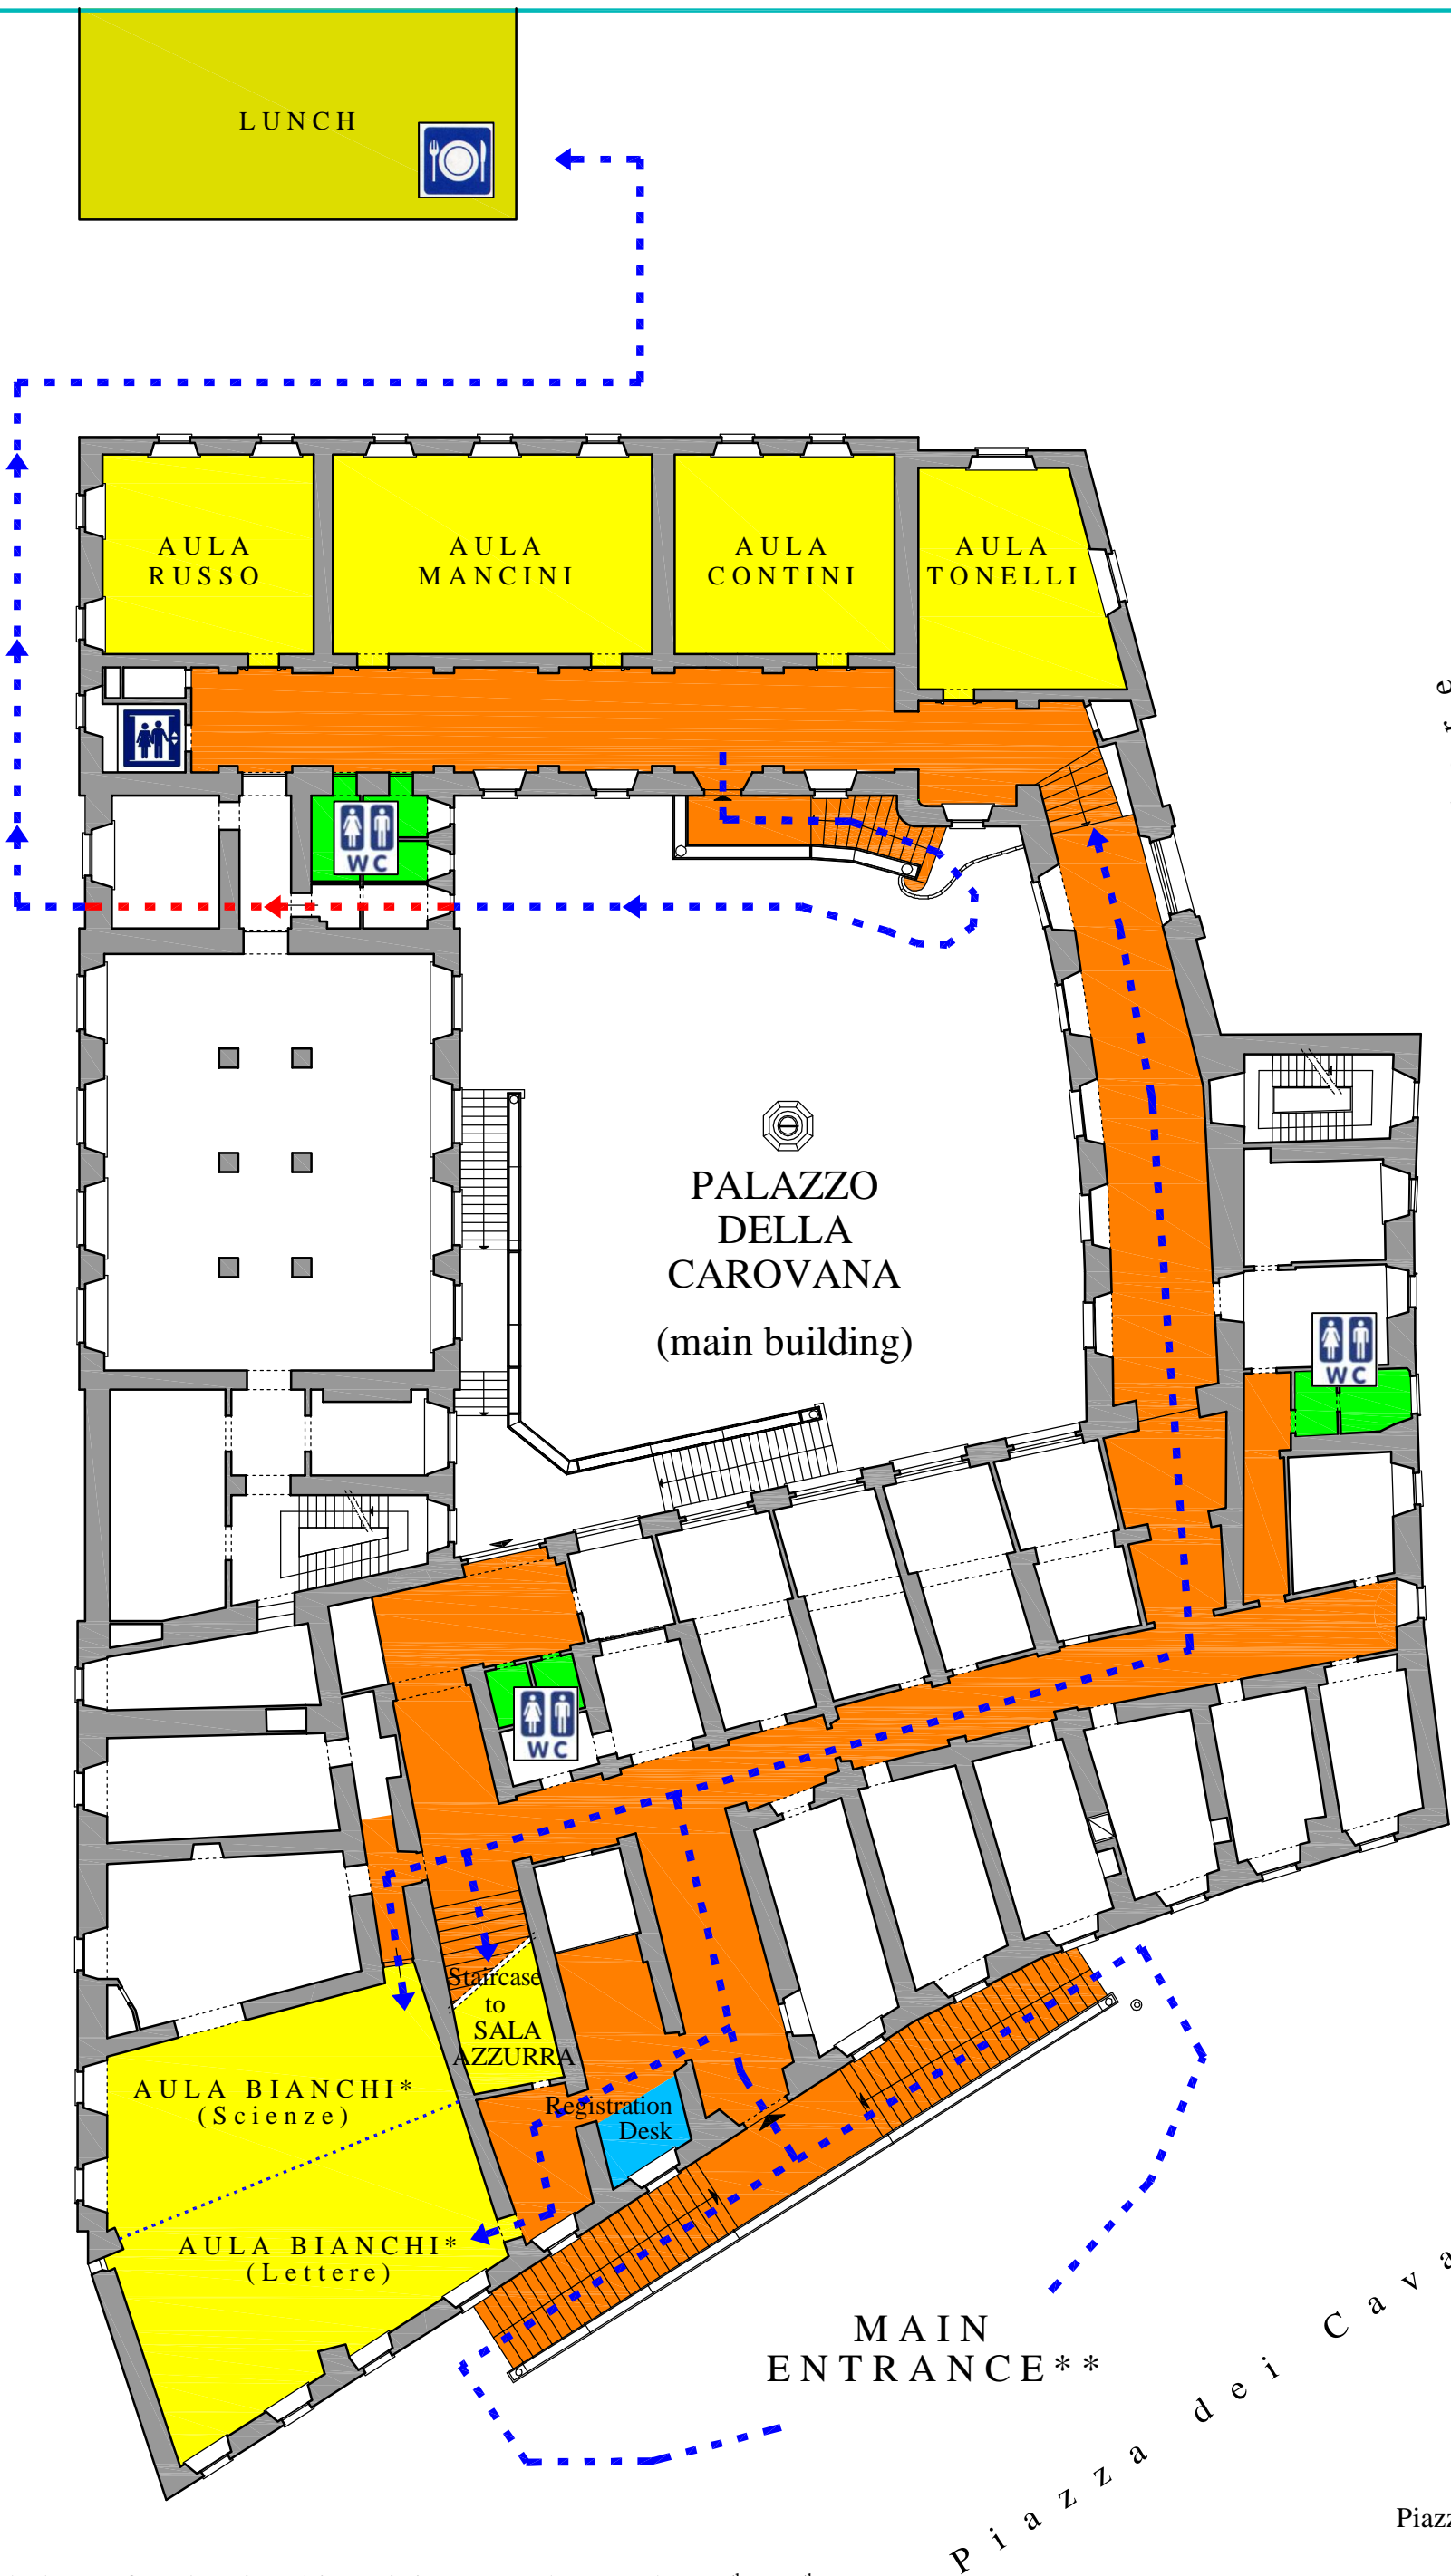 LUNCH
AULA
RUSSO
AULA
MANCINI
AULA
CONTINI
AULA
TONELLI
WC
PALAZZO
DELLA
CAROVANA
(main building)
WC
WC
Staircase
to
SALA
AZZURRA
AULA BIANCHI*
(Scienze)
Registration
Desk
AULA BIANCHI*
(Lettere)
MAIN
ENTRANCE**
Piazza dei Cava
Piazz